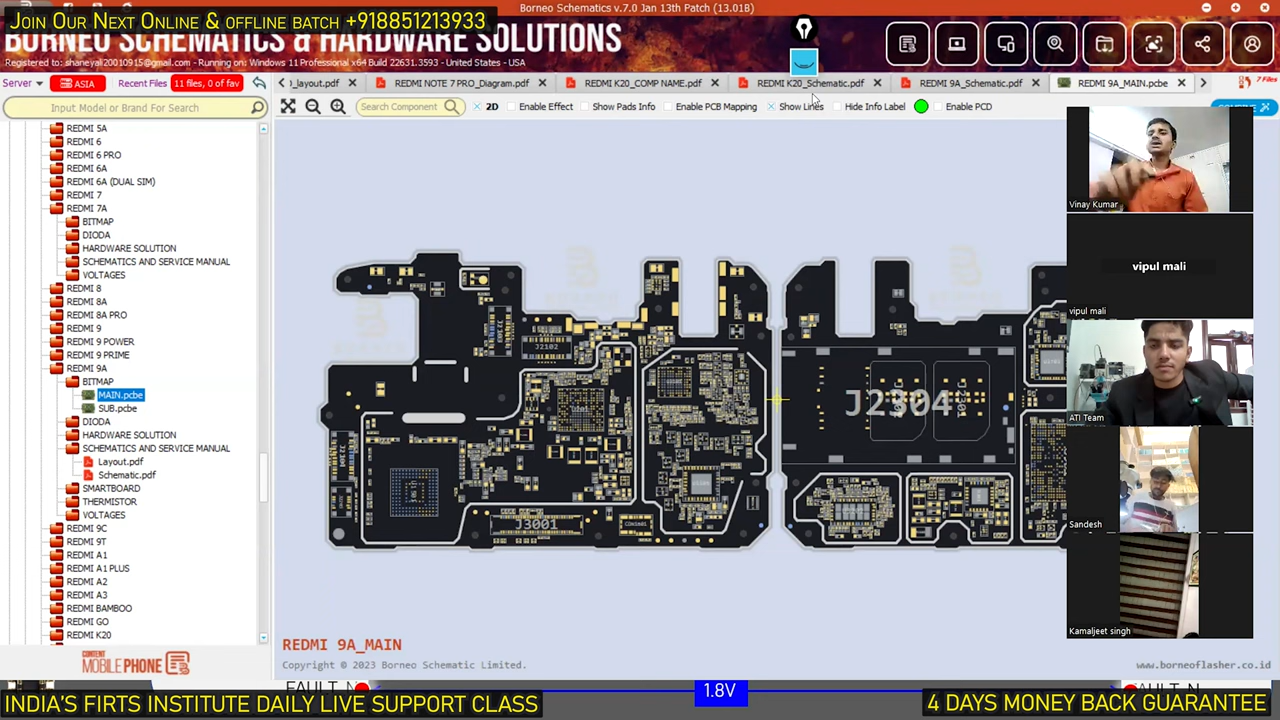 JOIN OUR NEXT ONLINE & OFFLINE BATCH +918851213933
Borneo Schematics v.7.0 Jan 13th Patch (13.01B)
BORNEO SCHEMATICS & HARDWARE SOLUTIONS
Registered to: shaneyali20010915@gmail.com - Running on: Windows 11 Professional x64 Build 22631.3593 - United States - USA
Server
ASIA
Recent Files
11 files, 0 of fav
_layout.pdf
REDMI NOTE 7 PRO_Diagram.pdf
REDMI K20_COMP NAME.pdf
REDMI K20_Schematic.pdf
REDMI 9A_Schematic.pdf
REDMI 9A_MAIN.pcbe
7 Files
Input Model or Brand For Search
Search Component
2D
Enable Effect
Show Pads Info
Enable PCB Mapping
Show Lines
Hide Info Label
Enable PCD
REDMI 5A
REDMI 6
REDMI 6 PRO
REDMI 6A
REDMI 6A (DUAL SIM)
REDMI 7
REDMI 7A
BITMAP
DIODA
HARDWARE SOLUTION
SCHEMATICS AND SERVICE MANUAL
VOLTAGES
REDMI 8
REDMI 8A
REDMI 8A PRO
REDMI 9
REDMI 9 POWER
REDMI 9 PRIME
REDMI 9A
BITMAP
MAIN.pcbe
SUB.pcbe
DIODA
HARDWARE SOLUTION
SCHEMATICS AND SERVICE MANUAL
Layout.pdf
Schematic.pdf
SMARTBOARD
THERMISTOR
VOLTAGES
REDMI 9C
REDMI 9T
REDMI A1
REDMI A1 PLUS
REDMI A2
REDMI A3
REDMI BAMBOO
REDMI GO
REDMI K20
CONTENT
MOBILE PHONE
J2102
J2304
J3001
REDMI 9A_MAIN
Copyright © 2023 Borneo Schematic Limited.
www.borneoflasher.co.id
Vinay Kumar
vipul mali
vipul mali
ATI Team
Sandesh
Kamaljeet singh
1.8V
INDIA'S FIRTS INSTITUTE DAILY LIVE SUPPORT CLASS
4 DAYS MONEY BACK GUARANTEE